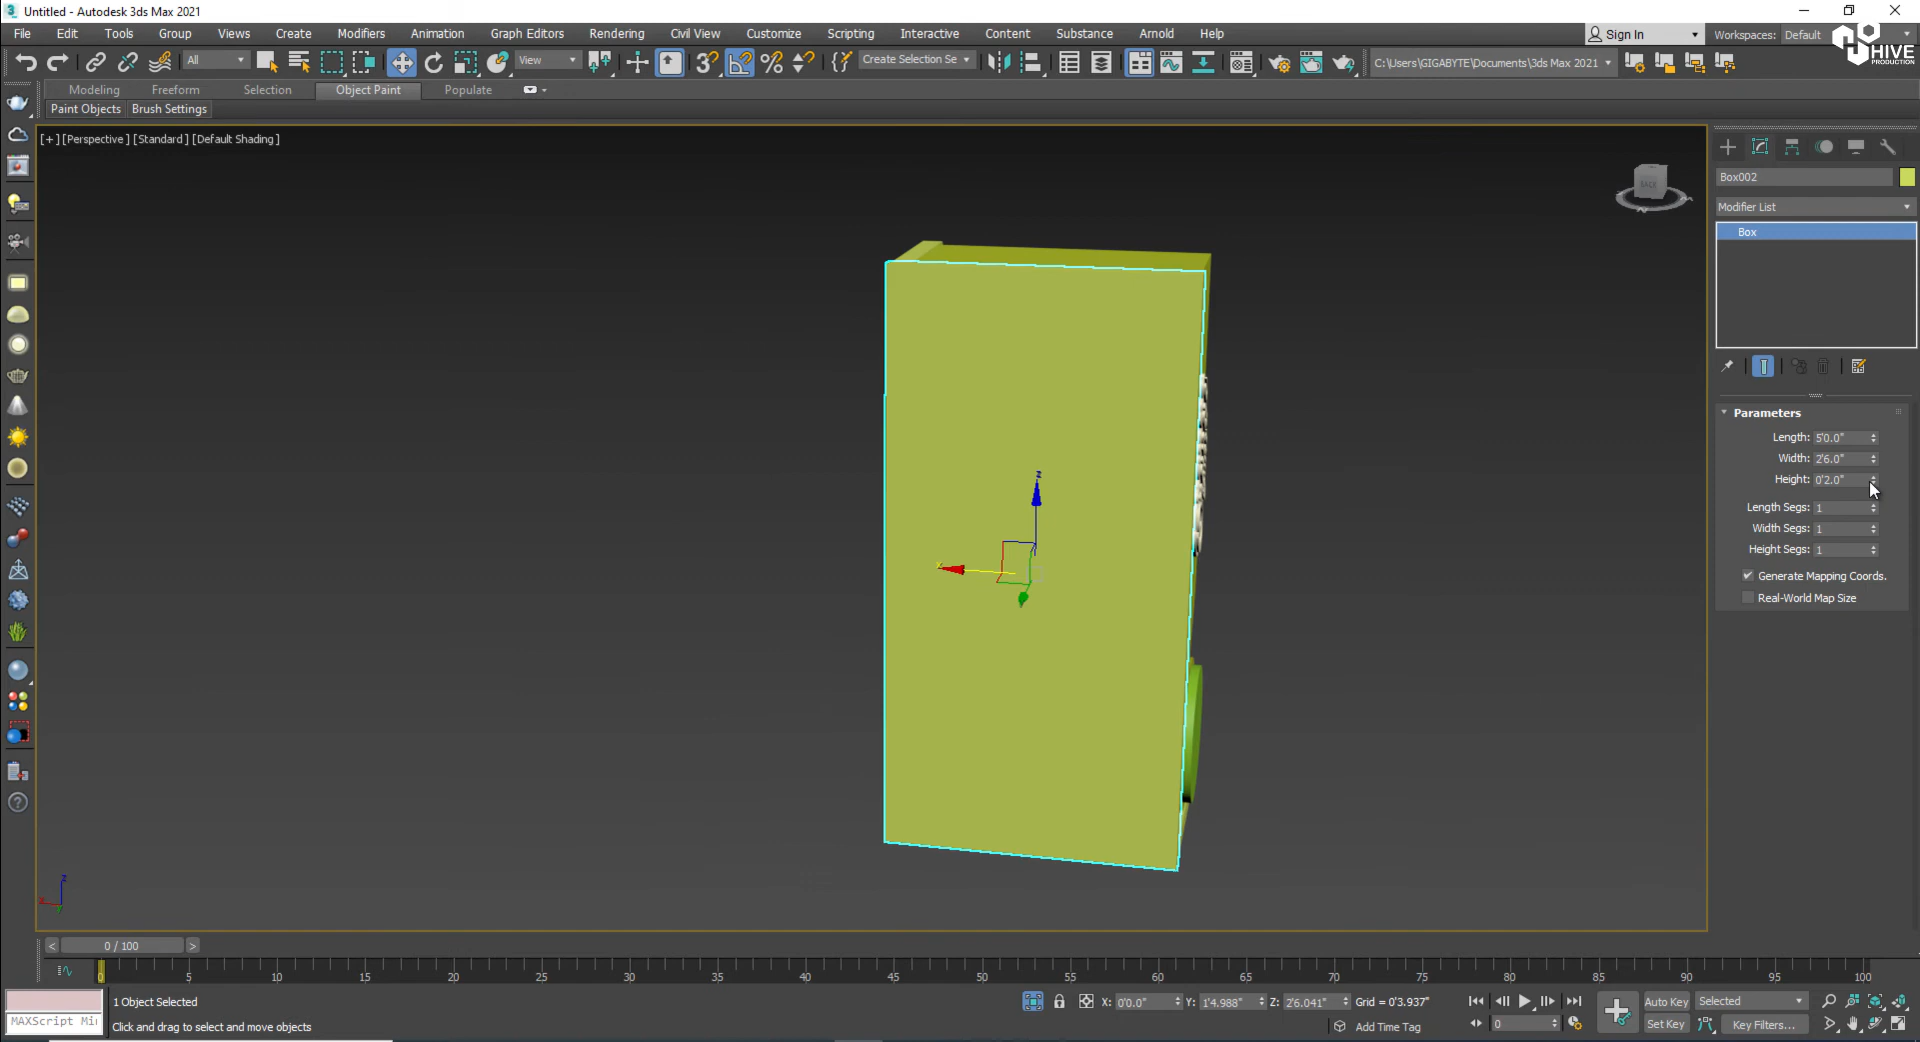 Untitled - Autodesk 3ds Max 2021
File Edit Tools Group Views Create Modifiers Animation Graph Editors Rendering Civil View Customize Scripting Interactive Content Substance Arnold Help
Sign In Workspaces: Default
HIVE
PRODUCTION
All View Create Selection Se C:\Users\GIGABYTE\Documents\3ds Max 2021
Modeling Freeform Selection Object Paint Populate
Paint Objects Brush Settings
[+] [Perspective ] [Standard ] [Default Shading ]
Box002
Modifier List
Box
Parameters
Length: 5'0.0"
Width: 2'6.0"
Height: 0'2.0"
Length Segs: 1
Width Segs: 1
Height Segs: 1
Generate Mapping Coords.
Real-World Map Size
z
x
z
0 / 100
0 5 10 15 20 25 30 35 40 45 50 55 60 65 70 75 80 85 90 95 100
1 Object Selected
X: 0'0.0" Y: 1'4.988" Z: 2'6.041" Grid = 0'3.937"
Auto Key Selected
MAXScript Mi
Click and drag to select and move objects
Add Time Tag
0
Set Key Key Filters...